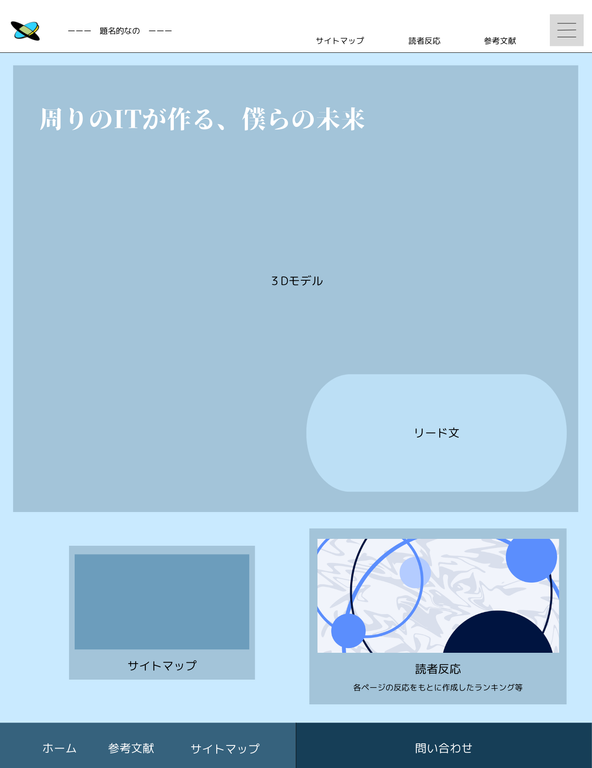 ーーー　題名的なの　ーーー
サイトマップ
読者反応
参考文献
周りのITが作る、僕らの未来
３Dモデル
リード文
サイトマップ
読者反応
各ページの反応をもとに作成したランキング等
ホーム
参考文献
サイトマップ
問い合わせ